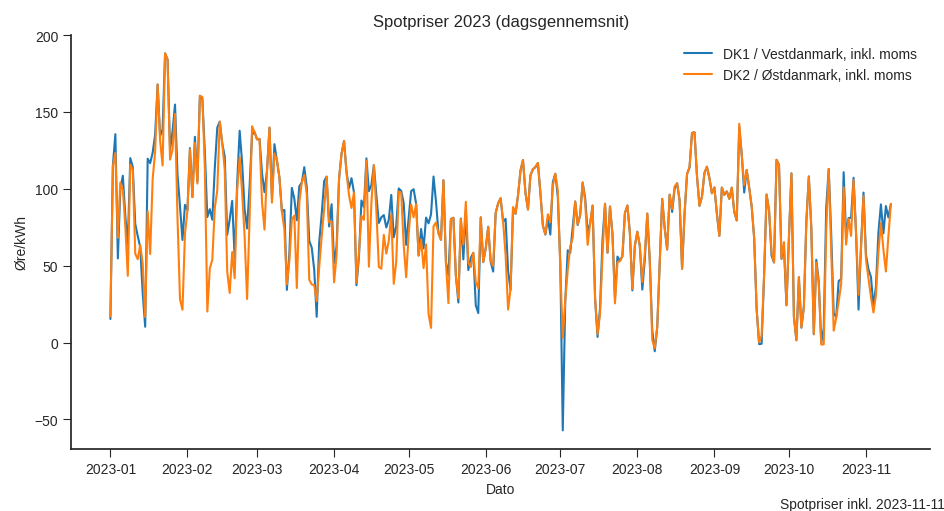 Spotpriser 2023 (dagsgennemsnit)
DK1 / Vestdanmark, inkl. moms
DK2 / Østdanmark, inkl. moms
Øre/kWh
200
150
100
50
0
−50
2023-01 2023-02 2023-03 2023-04 2023-05 2023-06 2023-07 2023-08 2023-09 2023-10 2023-11
Dato
Spotpriser inkl. 2023-11-11